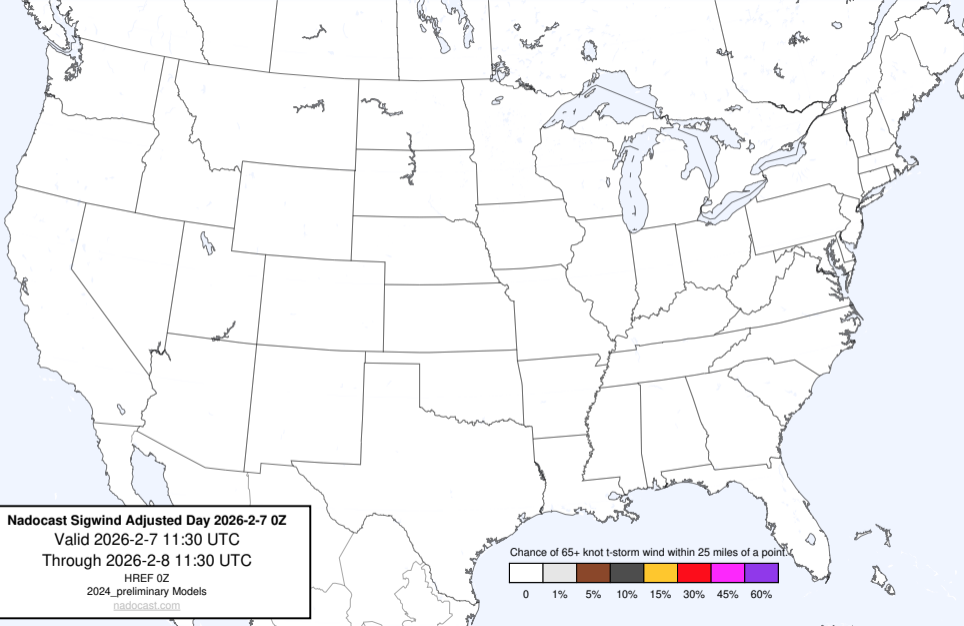 Nadocast Sigwind Adjusted Day 2026-2-7 0Z
Valid 2026-2-7 11:30 UTC
Through 2026-2-8 11:30 UTC
HREF 0Z
2024_preliminary Models
nadocast.com
Chance of 65+ knot t-storm wind within 25 miles of a point.
0 1% 5% 10% 15% 30% 45% 60%